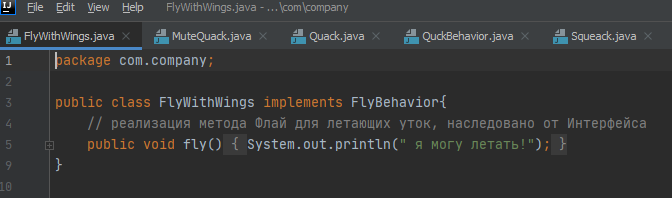 File Edit View Help FlyWithWings.java - ...\com\company
FlyWithWings.java MuteQuack.java Quack.java QuckBehavior.java Squeack.java
1 package com.company;
2
3 public class FlyWithWings implements FlyBehavior{
4 // реализация метода Флай для летающих уток, наследовано от Интерфейса
5 public void fly() { System.out.println(" я могу летать!"); }
9 }
10